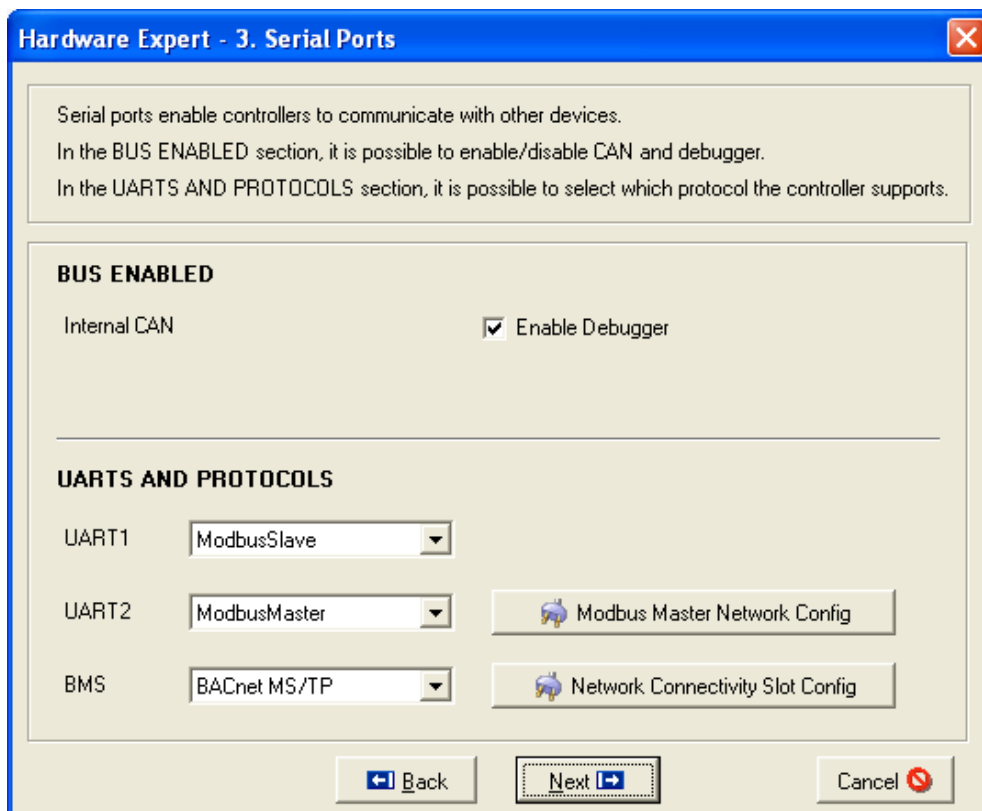 Hardware Expert - 3. Serial Ports
Serial ports enable controllers to communicate with other devices.
In the BUS ENABLED section, it is possible to enable/disable CAN and debugger.
In the UARTS AND PROTOCOLS section, it is possible to select which protocol the controller supports.
BUS ENABLED
Internal CAN Enable Debugger
UARTS AND PROTOCOLS
UART1 ModbusSlave
UART2 ModbusMaster Modbus Master Network Config
BMS BACnet MS/TP Network Connectivity Slot Config
Back Next Cancel